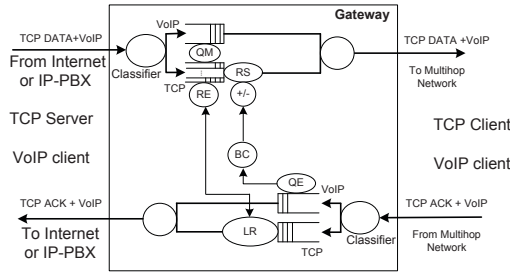 Gateway
TCP DATA+VoIP
From Internet
or IP-PBX
Classifier
VoIP
QM
TCP
RS
RE
+/-
TCP DATA +VoIP
To Multihop
Network
TCP Server
VoIP client
TCP Client
VoIP client
BC
QE
VoIP
LR
TCP
Classifier
TCP ACK + VoIP
To Internet
or IP-PBX
TCP ACK + VoIP
From Multihop
Network